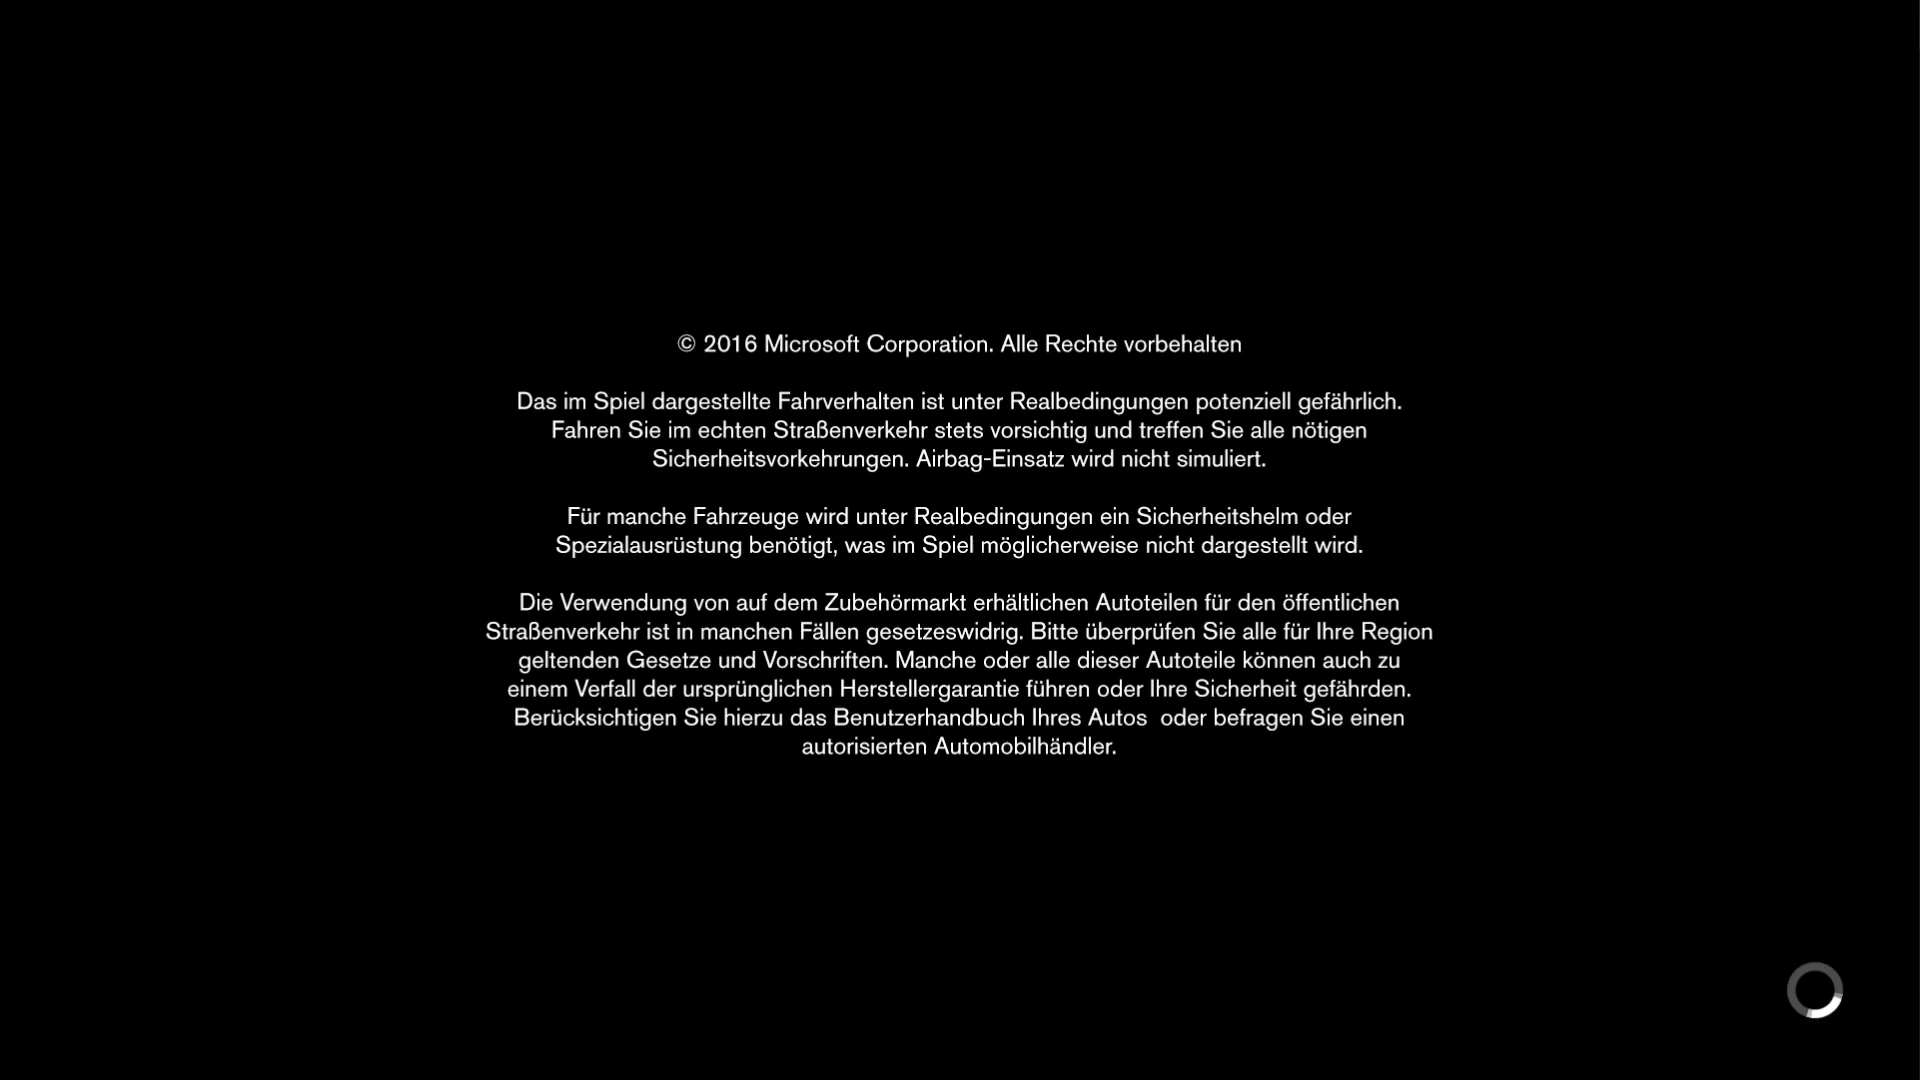 © 2016 Microsoft Corporation. Alle Rechte vorbehalten
Das im Spiel dargestellte Fahrverhalten ist unter Realbedingungen potenziell gefährlich.
Fahren Sie im echten Straßenverkehr stets vorsichtig und treffen Sie alle nötigen
Sicherheitsvorkehrungen. Airbag-Einsatz wird nicht simuliert.
Für manche Fahrzeuge wird unter Realbedingungen ein Sicherheitshelm oder
Spezialausrüstung benötigt, was im Spiel möglicherweise nicht dargestellt wird.
Die Verwendung von auf dem Zubehörmarkt erhältlichen Autoteilen für den öffentlichen
Straßenverkehr ist in manchen Fällen gesetzeswidrig. Bitte überprüfen Sie alle für Ihre Region
geltenden Gesetze und Vorschriften. Manche oder alle dieser Autoteile können auch zu
einem Verfall der ursprünglichen Herstellergarantie führen oder Ihre Sicherheit gefährden.
Berücksichtigen Sie hierzu das Benutzerhandbuch Ihres Autos  oder befragen Sie einen
autorisierten Automobilhändler.